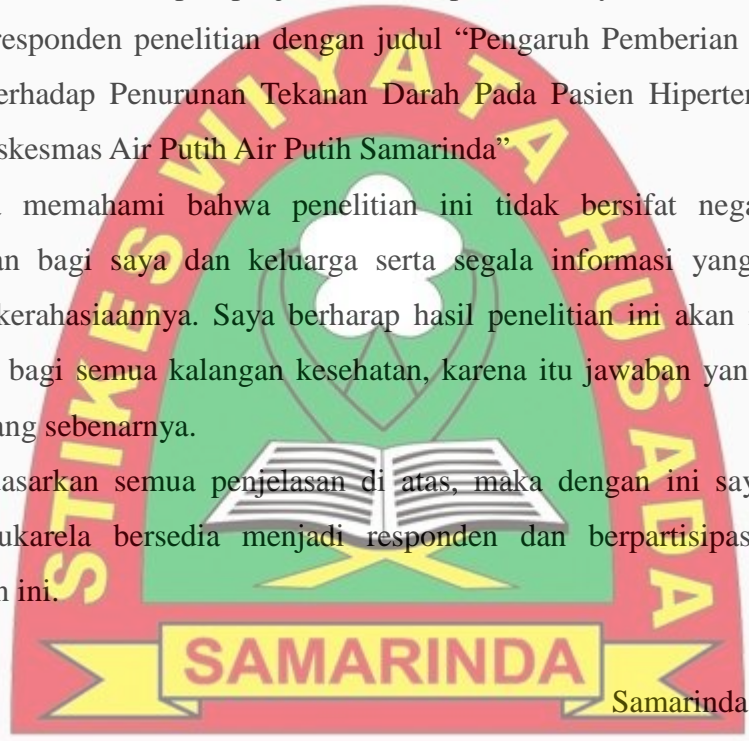 responden penelitian dengan judul “Pengaruh Pemberian
erhadap Penurunan Tekanan Darah Pada Pasien Hiperten
skesmas Air Putih Air Putih Samarinda”
memahami bahwa penelitian ini tidak bersifat nega
an bagi saya dan keluarga serta segala informasi yang
kerahasiaannya. Saya berharap hasil penelitian ini akan
bagi semua kalangan kesehatan, karena itu jawaban yan
ang sebenarnya.
asarkan semua penjelasan di atas, maka dengan ini say
ukarela bersedia menjadi responden dan berpartisipas
n ini.
Samarinda
STIKES WIYATA HUSADA
SAMARINDA